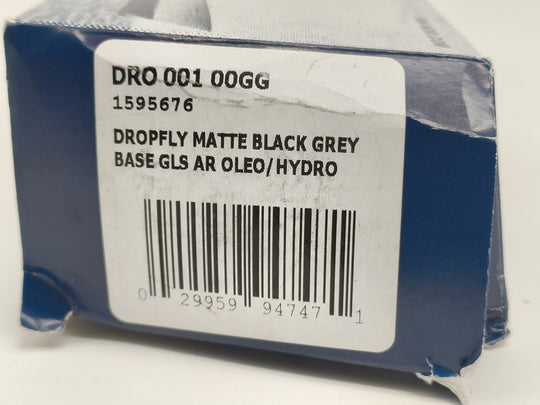 DRO 001 00GG
1595676
DROPFLY MATTE BLACK GREY
BASE GLS AR OLEO/HYDRO
0 29959 94747 1